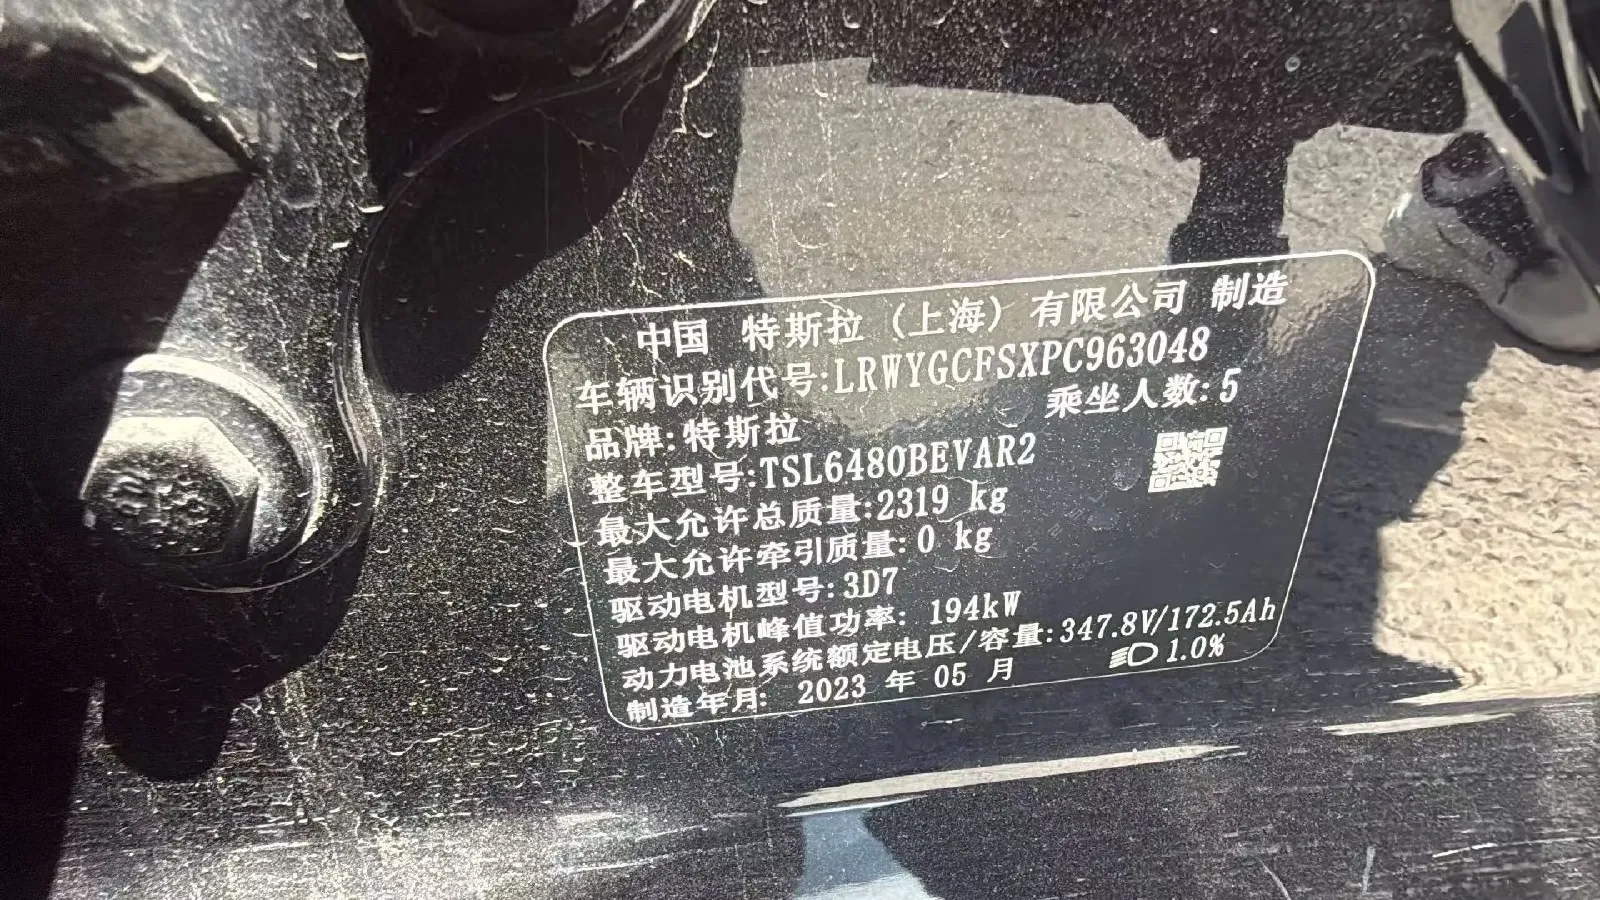 中国 特斯拉（上海）有限公司 制造
车辆识别代号:LRWYGCFSXPC963048
品牌:特斯拉 乘坐人数:5
整车型号:TSL6480BEVAR2
最大允许总质量:2319 kg
最大允许牵引质量:0 kg
驱动电机型号:3D7
驱动电机峰值功率: 194kW
动力电池系统额定电压/容量:347.8V/172.5Ah
制造年月: 2023 年 05 月 1.0%